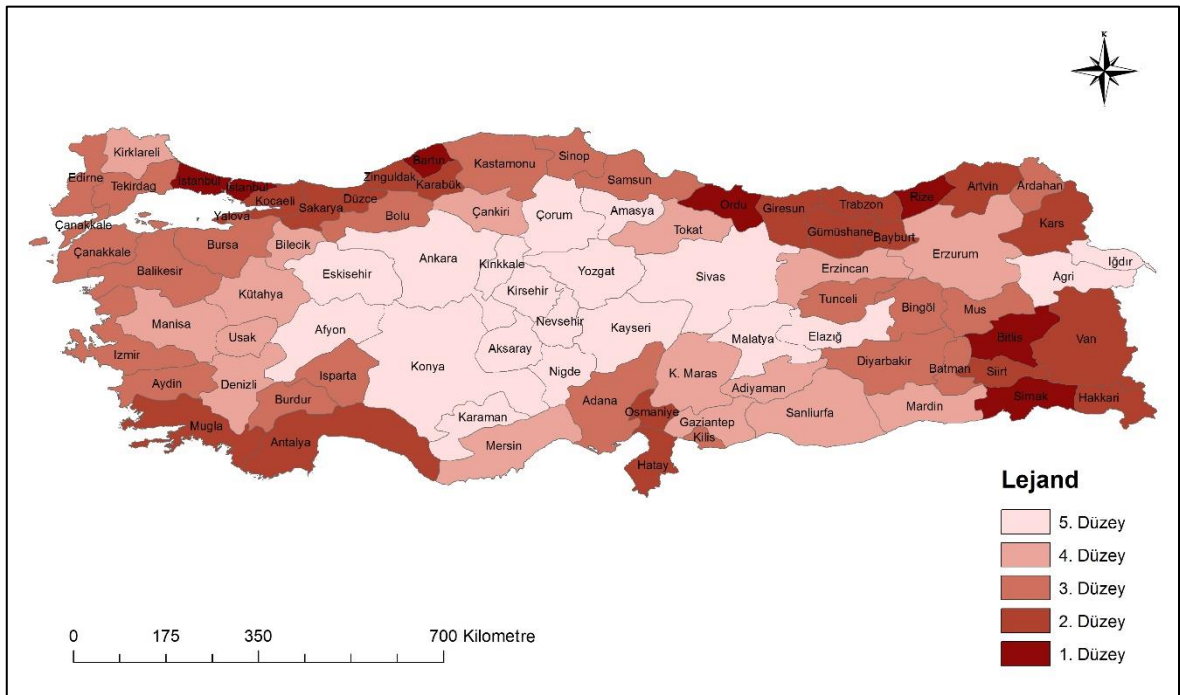 K
Kirklareli
Edirne
Tekirdag
Istanbul
Istanbul
Kocaeli
Yalova
Sakarya
Düzce
Zinguldak
Bartın
Karabük
Kastamonu
Sinop
Samsun
Bolu
Çankiri
Çorum
Amasya
Tokat
Ordu
Giresun
Trabzon
Gümüshane
Bayburt
Rize
Artvin
Ardahan
Kars
Iğdır
Agri
Erzurum
Erzincan
Çanakkale
Çanakkale
Balikesir
Bursa
Bilecik
Kütahya
Eskisehir
Ankara
Kirikkale
Kirsehir
Yozgat
Sivas
Tunceli
Bingöl
Mus
Bitlis
Van
Manisa
Usak
Afyon
Izmir
Aydin
Denizli
Isparta
Burdur
Konya
Aksaray
Nevsehir
Kayseri
Nigde
Malatya
Elazığ
Diyarbakir
Batman
Siirt
Sirnak
Hakkari
Mugla
Antalya
Karaman
Mersin
Adana
Osmaniye
K. Maras
Adiyaman
Gaziantep
Kilis
Hatay
Sanliurfa
Mardin
Lejand
5. Düzey
4. Düzey
3. Düzey
2. Düzey
1. Düzey
0 175 350 700 Kilometre